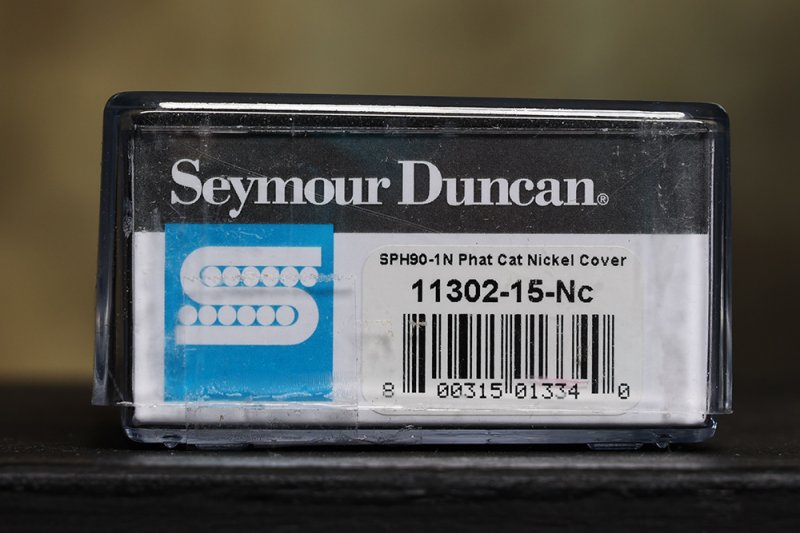 Seymour Duncan®
SPH90-1N Phat Cat Nickel Cover
11302-15-Nc
8 00315 01334 0